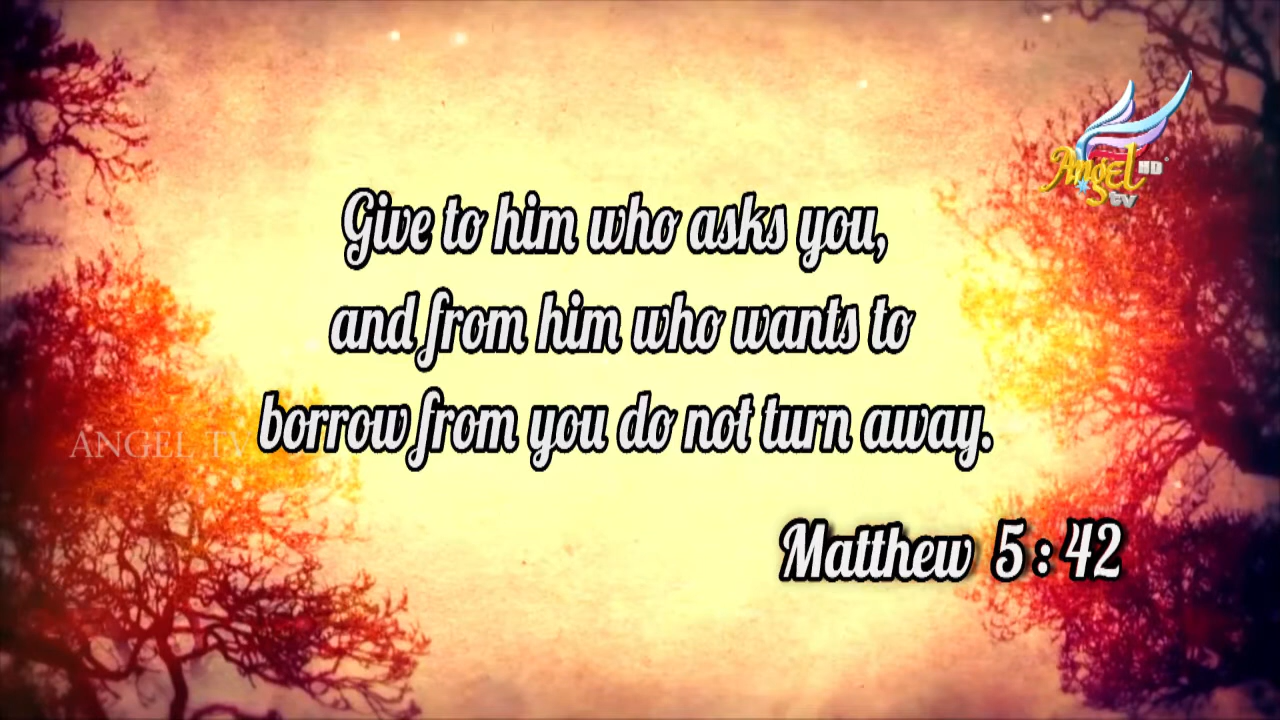 Angel HD
tv
Give to him who asks you,
and from him who wants to
borrow from you do not turn away.
ANGEL TV
Matthew 5 : 42